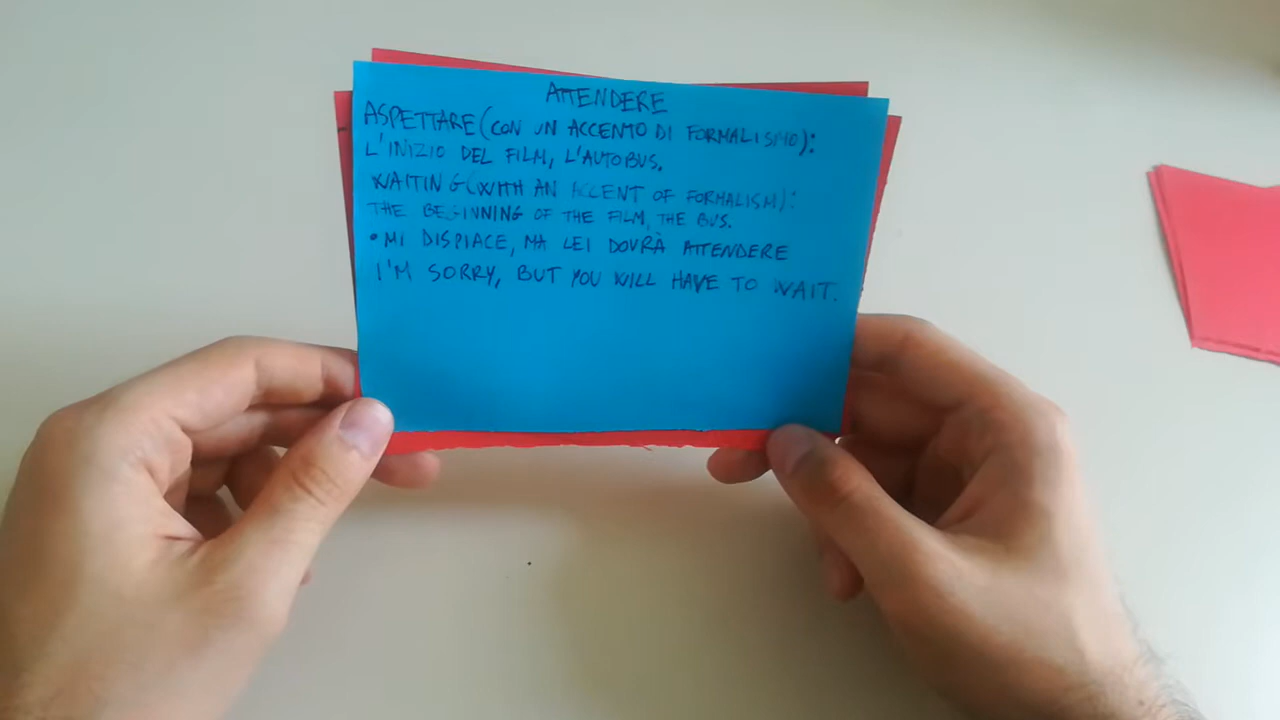 ATTENDERE
ASPETTARE (CON UN ACCENTO DI FORMALISMO):
L'INIZIO DEL FILM, L'AUTOBUS.
WAITING (WITH AN ACCENT OF FORMALISM):
THE BEGINNING OF THE FILM, THE BUS.
•MI DISPIACE, MA LEI DOVRÀ ATTENDERE
I'M SORRY, BUT YOU WILL HAVE TO WAIT.